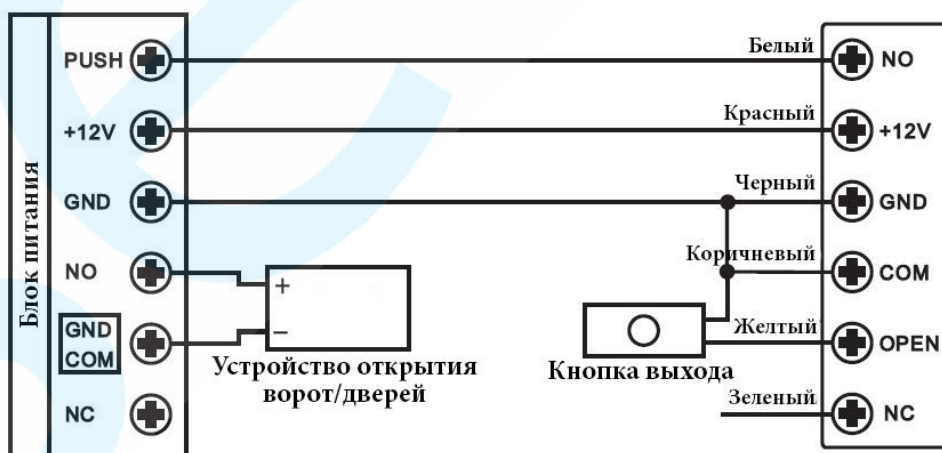 Блок питания
PUSH
+12V
GND
NO
GND
COM
NC
+
−
Устройство открытия
ворот/дверей
Кнопка выхода
Белый
Красный
Черный
Коричневый
Желтый
Зеленый
NO
+12V
GND
COM
OPEN
NC